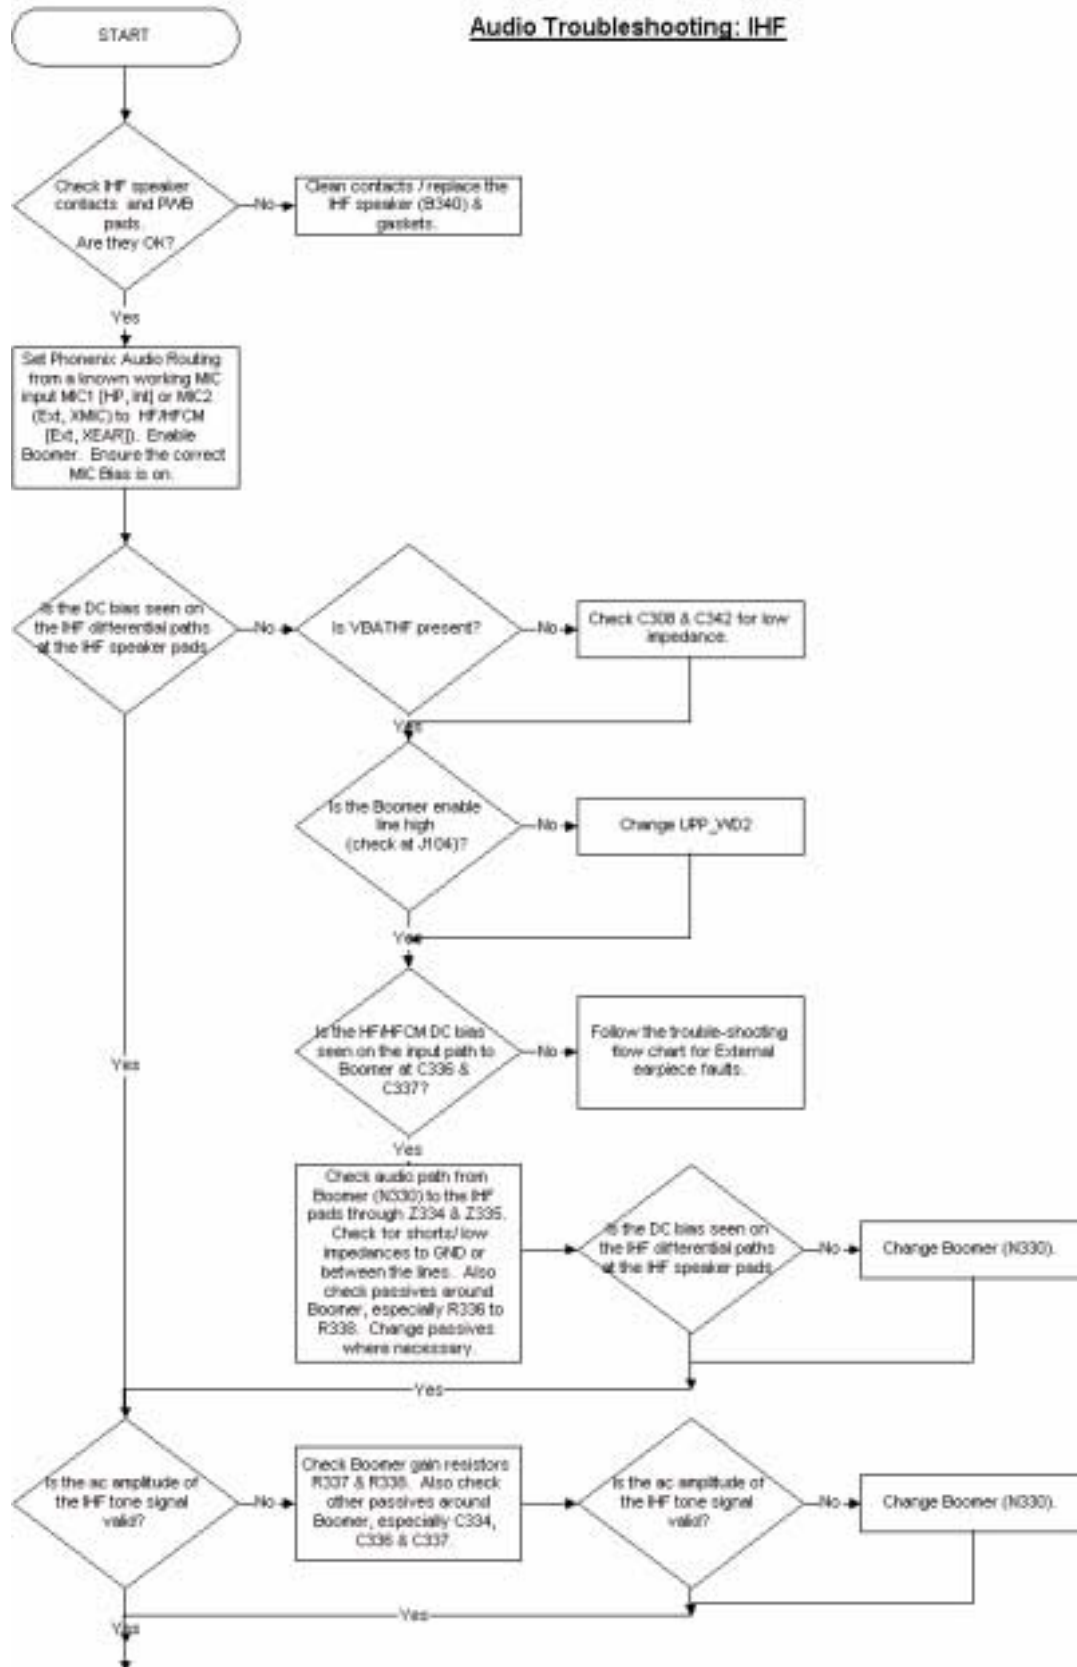 Audio Troubleshooting: IHF
START
Check IHF speaker
contacts and PWB
pads.
Are they OK?
No
Clean contacts / replace the
IHF speaker (B340) &
gaskets.
Yes
Set Phonenix Audio Routing
from a known working MIC
input MIC1 [HP, Int] or MIC2
(Ext, XMIC) to HF/HFCM
[Ext, XEAR]). Enable
Boomer. Ensure the correct
MIC Bias is on.
Is the DC bias seen on
the IHF differential paths
at the IHF speaker pads
No
Is VBATHF present?
No
Check C308 & C342 for low
impedance.
Yes
Is the Boomer enable
line high
(check at J104)?
No
Change UPP_WD2
Yes
Is the HF/HFCM DC bias
seen on the input path to
Boomer at C336 &
C337?
No
Follow the trouble-shooting
flow chart for External
earpiece faults.
Yes
Yes
Check audio path from
Boomer (N330) to the IHF
pads through Z334 & Z335.
Check for shorts/ low
impedances to GND or
between the lines. Also
check passives around
Boomer, especially R336 to
R338. Change passives
where necessary.
Is the DC bias seen on
the IHF differential paths
at the IHF speaker pads
No
Change Boomer (N330).
Yes
Is the ac amplitude of
the IHF tone signal
valid?
No
Check Boomer gain resistors
R337 & R338. Also check
other passives around
Boomer, especially C334,
C336 & C337.
Is the ac amplitude of
the IHF tone signal
valid?
No
Change Boomer (N330).
Yes
Yes